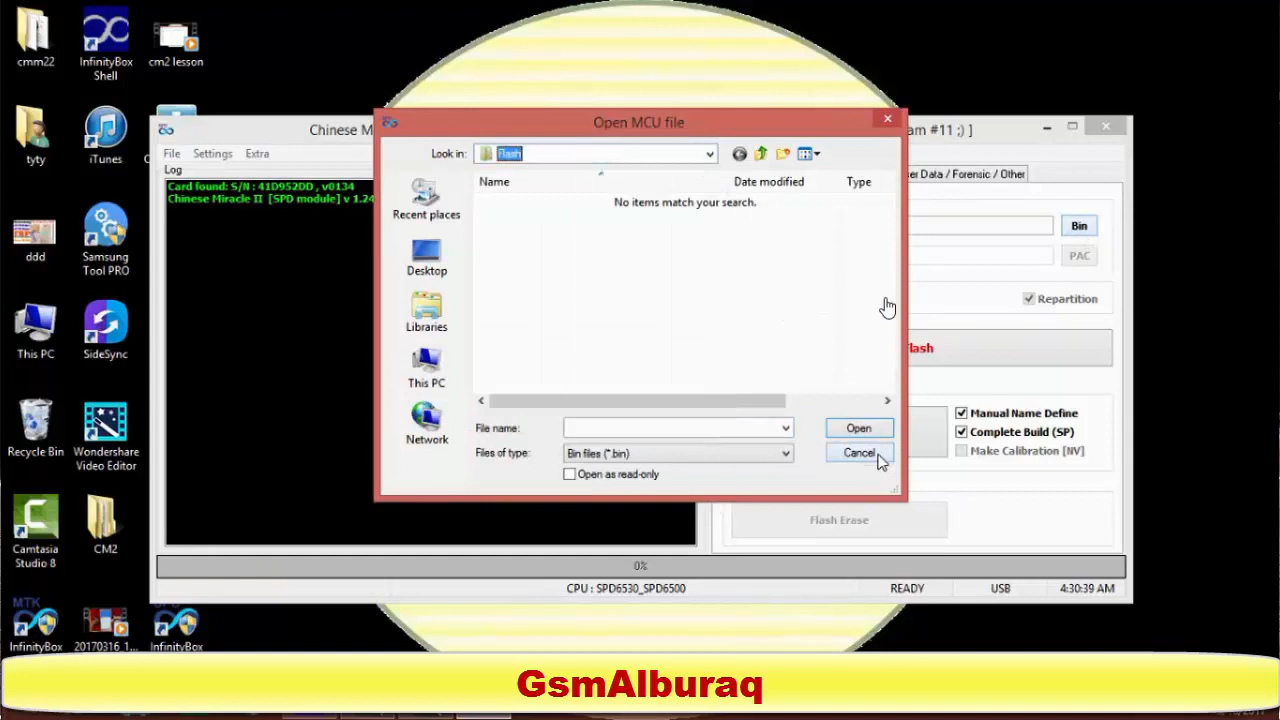 cmm22
InfinityBox
Shell
cm2 lesson
tyty
iTunes
ddd
Samsung
Tool PRO
This PC
SideSync
Recycle Bin
Wondershare
Video Editor
Camtasia
Studio 8
CM2
MTK
InfinityBox
20170316_1...
InfinityBox
Chinese M
am #11 ;) ]
File
Settings
Extra
Log
Card found: S/N : 41D952DD , v0134
Chinese Miracle II [SPD module] v 1.24
Open MCU file
Look in:
Flash
Name
Date modified
Type
No items match your search.
Recent places
Desktop
Libraries
This PC
Network
File name:
Open
Files of type:
Bin files (*.bin)
Cancel
Open as read-only
er Data / Forensic / Other
Bin
PAC
Repartition
lash
Manual Name Define
Complete Build (SP)
Make Calibration [NV]
Flash Erase
0%
CPU : SPD6530_SPD6500
READY
USB
4:30:39 AM
GsmAlburaq